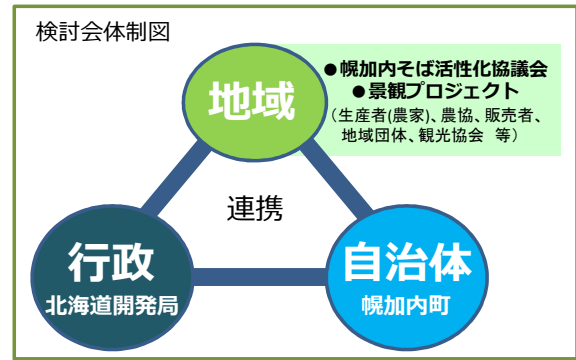 検討会体制図
地域
●幌加内そば活性化協議会
●景観プロジェクト
(生産者(農家)、農協、販売者、
地域団体、観光協会 等)
連携
行政
北海道開発局
自治体
幌加内町